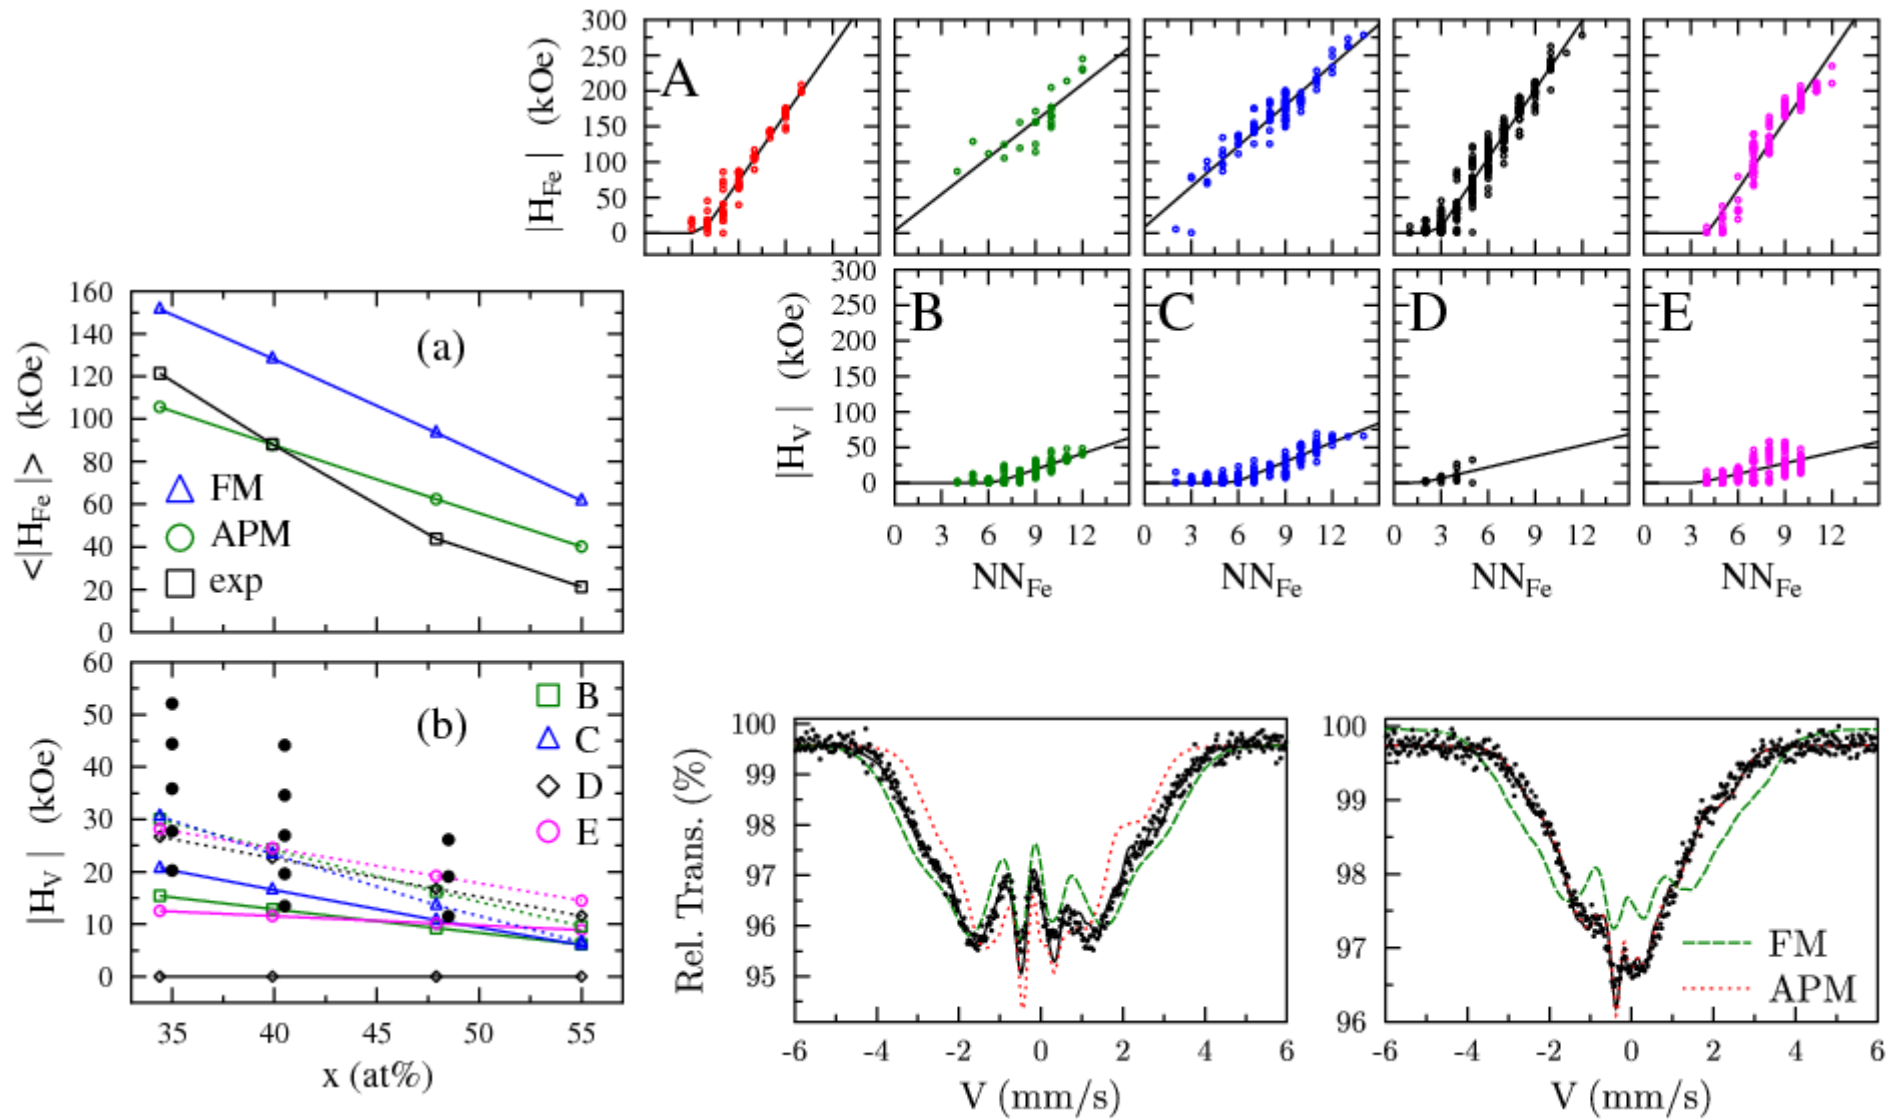 |H_Fe| (kOe)
300
250
200
150
100
50
0
A
|H_V| (kOe)
300
250
200
150
100
50
0
B
C
D
E
0 3 6 9 12
0 3 6 9 12
0 3 6 9 12
0 3 6 9 12
NN_Fe
NN_Fe
NN_Fe
NN_Fe
<|H_Fe|> (kOe)
160
140
120
100
80
60
40
20
0
(a)
FM
APM
exp
|H_V| (kOe)
60
50
40
30
20
10
0
(b)
B
C
D
E
35 40 45 50 55
x (at%)
Rel. Trans. (%)
100
99
98
97
96
95
-6 -4 -2 0 2 4 6
V (mm/s)
100
99
98
97
96
FM
APM
-6 -4 -2 0 2 4 6
V (mm/s)